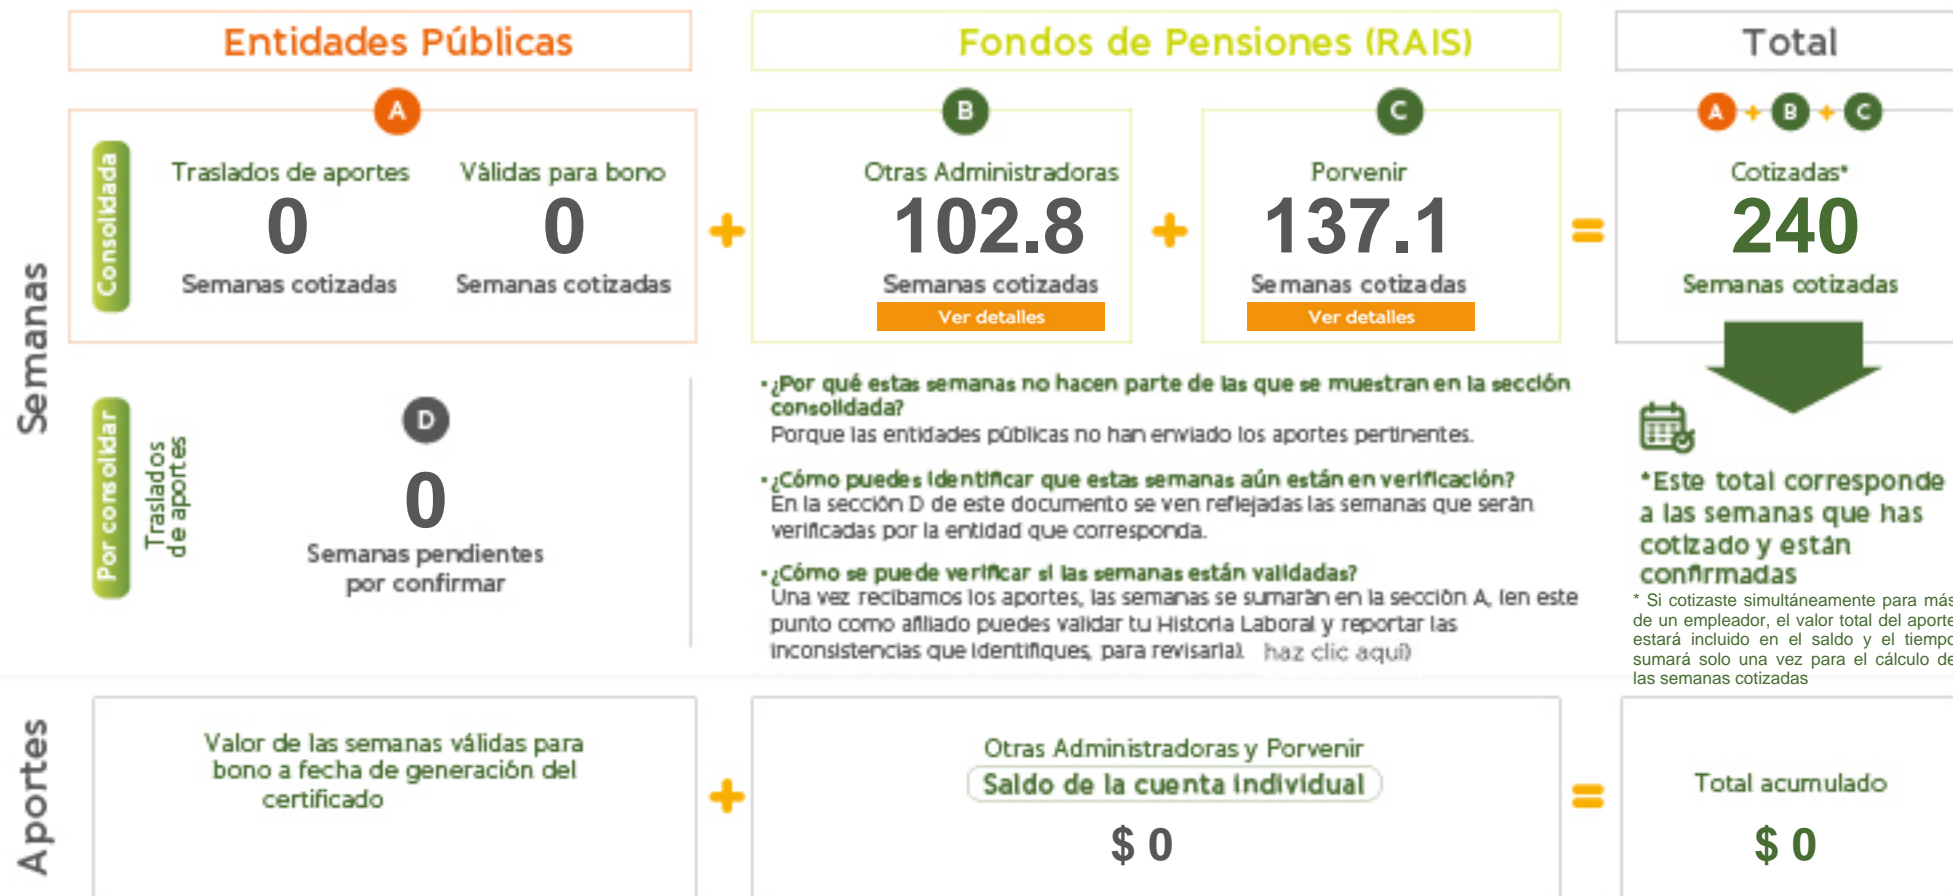 Entidades Públicas
Fondos de Pensiones (RAIS)
Total
Semanas
Consolidada
A
Traslados de aportes
0
Semanas cotizadas
Válidas para bono
0
Semanas cotizadas
+
B
Otras Administradoras
102.8
Semanas cotizadas
Ver detalles
+
C
Porvenir
137.1
Semanas cotizadas
Ver detalles
=
A + B + C
Cotizadas*
240
Semanas cotizadas
Por consolidar
Traslados
de aportes
D
0
Semanas pendientes
por confirmar
• ¿Por qué estas semanas no hacen parte de las que se muestran en la sección
consolidada?
Porque las entidades públicas no han enviado los aportes pertinentes.
• ¿Cómo puedes identificar que estas semanas aún están en verificación?
En la sección D de este documento se ven reflejadas las semanas que serán
verificadas por la entidad que corresponda.
• ¿Cómo se puede verificar si las semanas están validadas?
Una vez recibamos los aportes, las semanas se sumarán en la sección A, (en este
punto como afiliado puedes validar tu Historia Laboral y reportar las
inconsistencias que identifiques, para revisarla). haz clic aquí)
*Este total corresponde
a las semanas que has
cotizado y están
confirmadas
* Si cotizaste simultáneamente para más
de un empleador, el valor total del aporte
estará incluido en el saldo y el tiempo
sumará solo una vez para el cálculo de
las semanas cotizadas
Aportes
Valor de las semanas válidas para
bono a fecha de generación del
certificado
+
Otras Administradoras y Porvenir
Saldo de la cuenta individual
$ 0
=
Total acumulado
$ 0